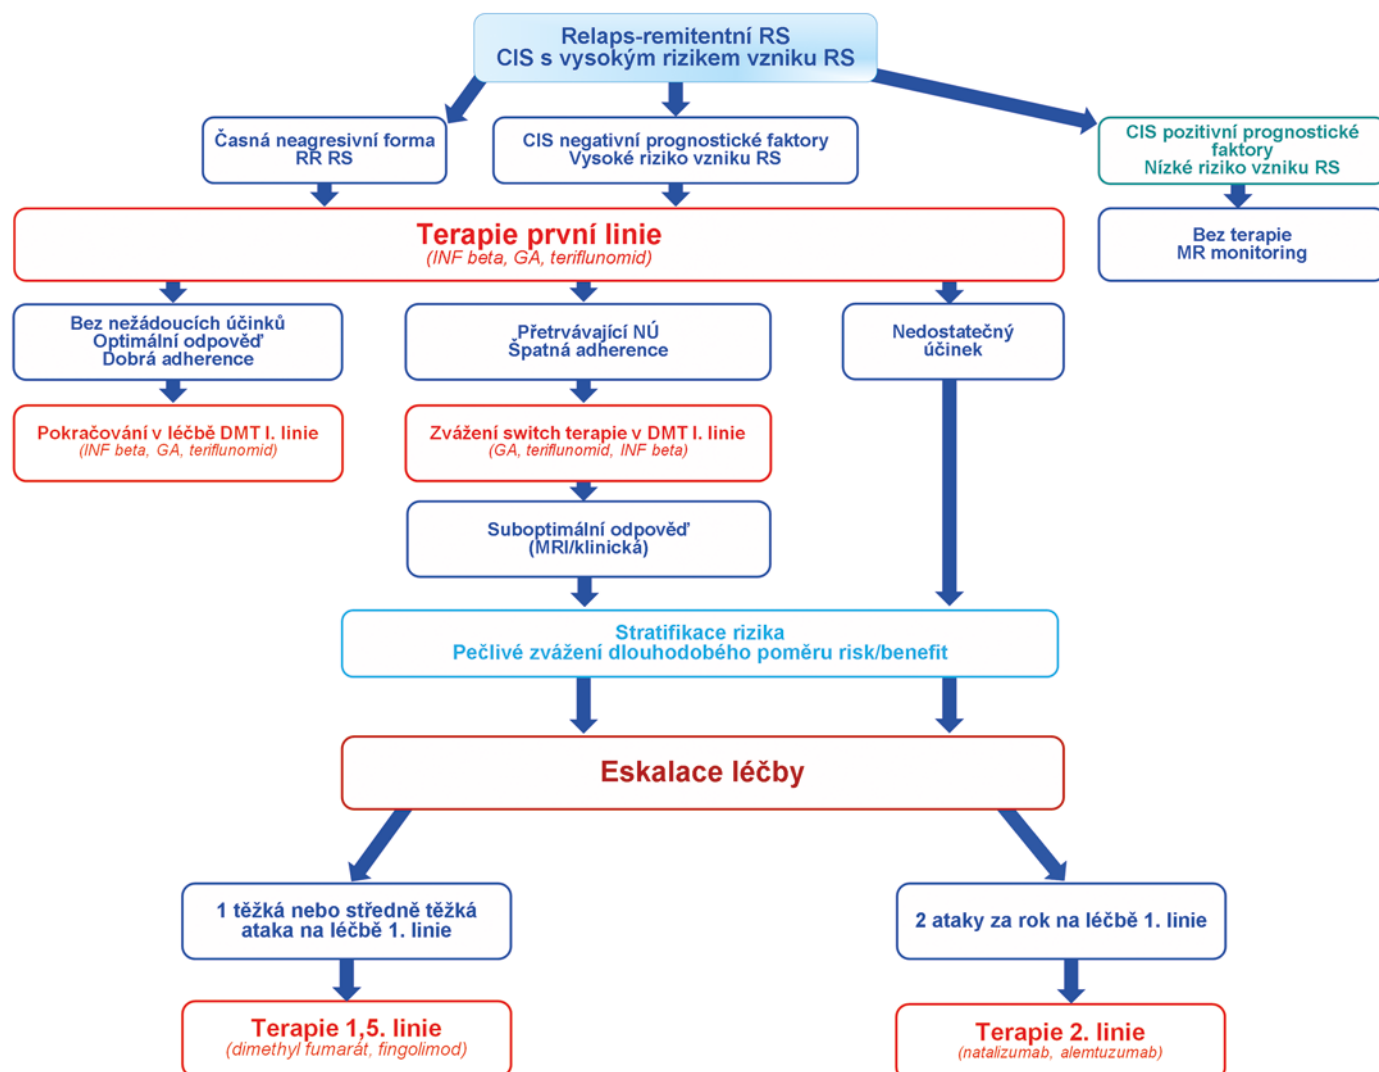 Relaps-remitentní RS
CIS s vysokým rizikem vzniku RS
Časná neagresivní forma
RR RS
CIS negativní prognostické faktory
Vysoké riziko vzniku RS
CIS pozitivní prognostické
faktory
Nízké riziko vzniku RS
Terapie první linie
(INF beta, GA, teriflunomid)
Bez terapie
MR monitoring
Bez nežádoucích účinků
Optimální odpověď
Dobrá adherence
Přetrvávající NÚ
Špatná adherence
Nedostatečný
účinek
Pokračování v léčbě DMT I. linie
(INF beta, GA, teriflunomid)
Zvážení switch terapie v DMT I. linie
(GA, teriflunomid, INF beta)
Suboptimální odpověď
(MRI/klinická)
Stratifikace rizika
Pečlivé zvážení dlouhodobého poměru risk/benefit
Eskalace léčby
1 těžká nebo středně těžká
ataka na léčbě 1. linie
2 ataky za rok na léčbě 1. linie
Terapie 1,5. linie
(dimethyl fumarát, fingolimod)
Terapie 2. linie
(natalizumab, alemtuzumab)